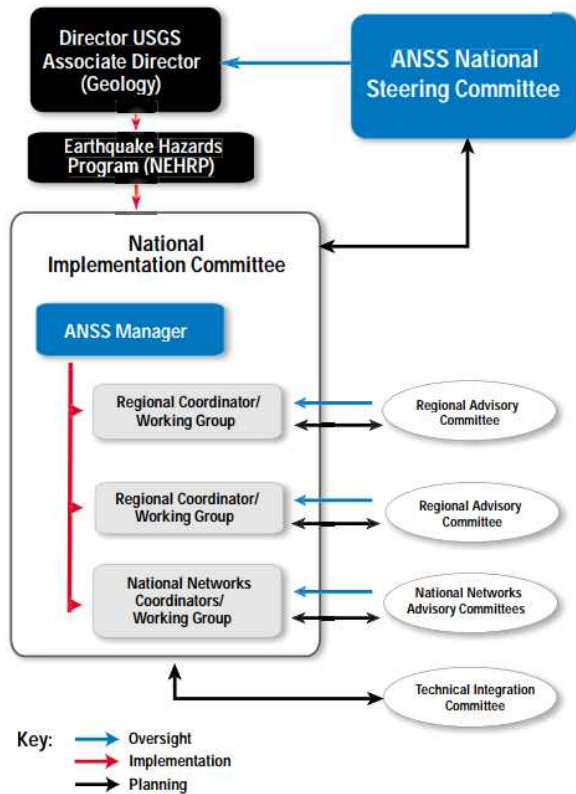 Director USGS
Associate Director
(Geology)
ANSS National
Steering Committee
Earthquake Hazards
Program (NEHRP)
National
Implementation Committee
ANSS Manager
Regional Coordinator/
Working Group
Regional Advisory
Committee
Regional Coordinator/
Working Group
Regional Advisory
Committee
National Networks
Coordinators/
Working Group
National Networks
Advisory Committees
Technical Integration
Committee
Key:
Oversight
Implementation
Planning